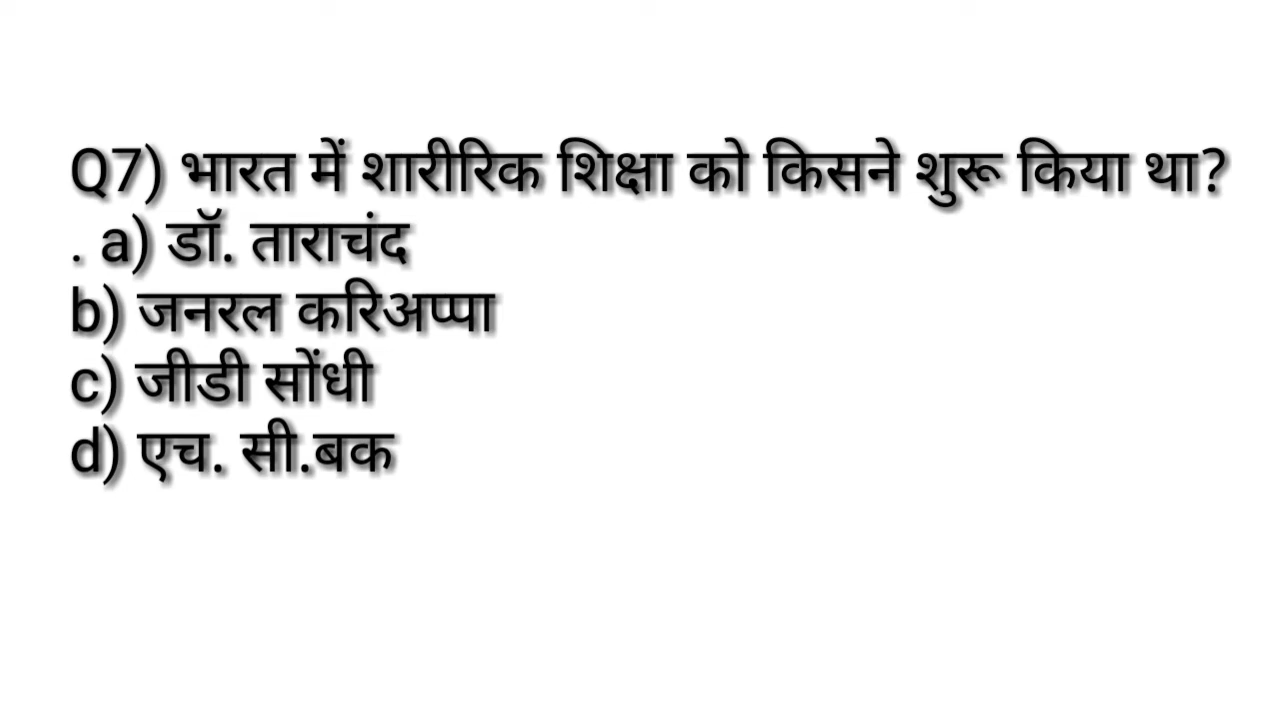 Q7) भारत में शारीरिक शिक्षा को किसने शुरू किया था?
. a) डॉ. ताराचंद
b) जनरल करिअप्पा
c) जीडी सोंधी
d) एच. सी.बक